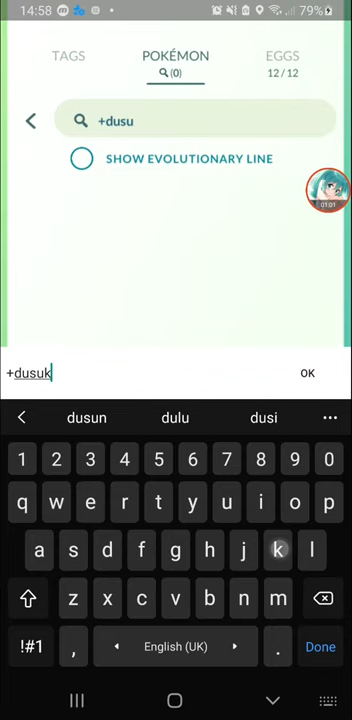 14:58 79%
TAGS POKÉMON EGGS
(0) 12 / 12
+dusu
SHOW EVOLUTIONARY LINE
01:01
+dusuk OK
dusun dulu dusi
1 2 3 4 5 6 7 8 9 0
q w e r t y u i o p
a s d f g h j k l
z x c v b n m
!#1 , English (UK) . Done